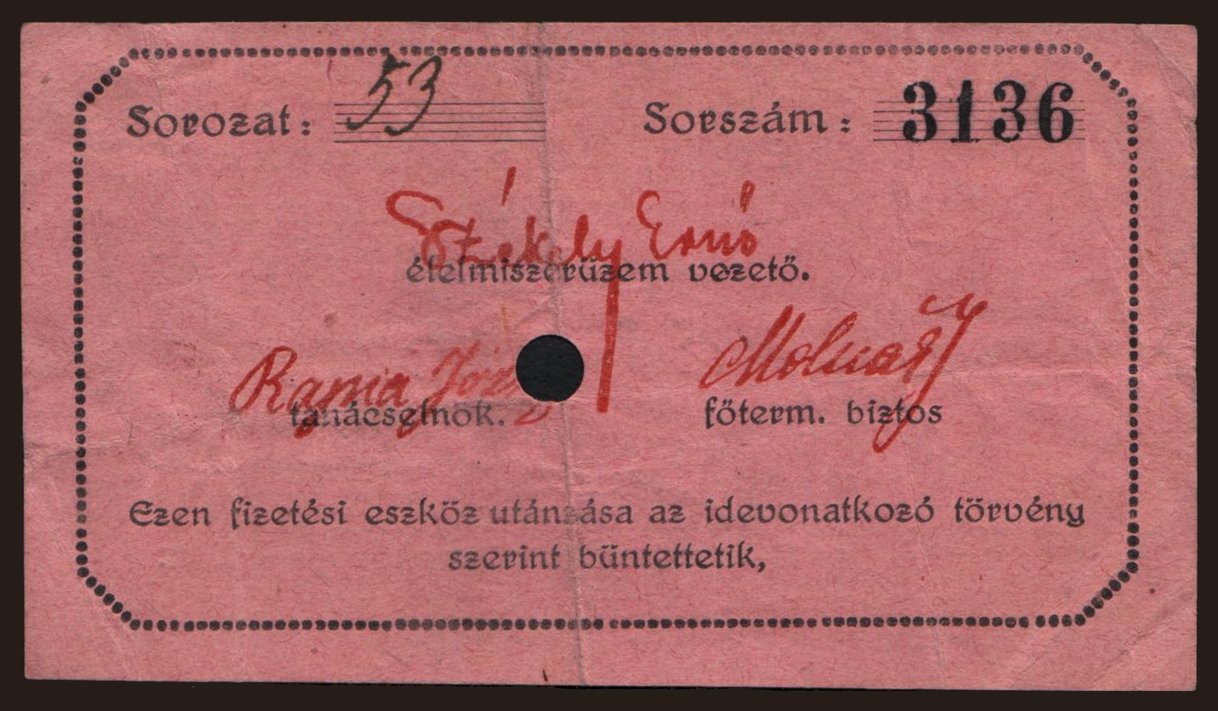 Sorozat: 53 Sorszám: 3136
Székely Ernő
élelmiszerüzem vezető.
Molnár
tanácselnök. főterm. biztos
Ezen fizetési eszköz utánzása az idevonatkozó törvény
szerint büntettetik,